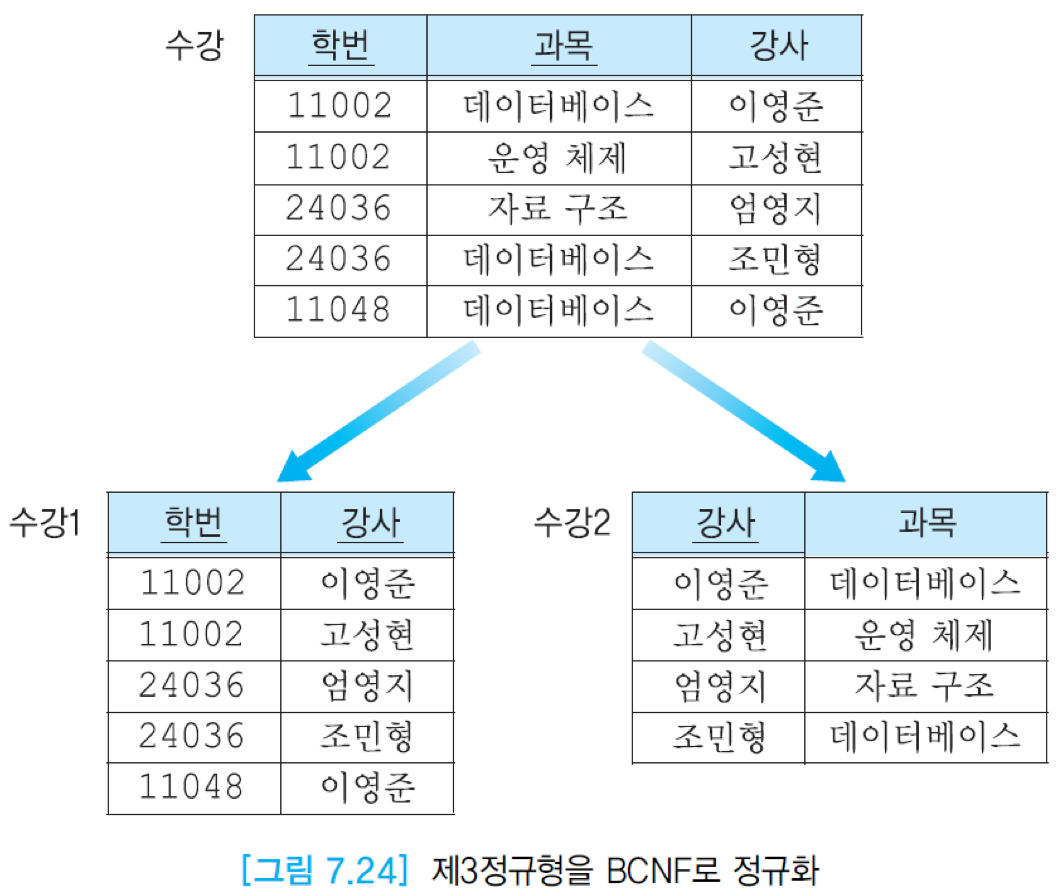 수강 학번 과목 강사
11002 데이터베이스 이영준
11002 운영 체제 고성현
24036 자료 구조 엄영지
24036 데이터베이스 조민형
11048 데이터베이스 이영준
수강1 학번 강사
11002 이영준
11002 고성현
24036 엄영지
24036 조민형
11048 이영준
수강2 강사 과목
이영준 데이터베이스
고성현 운영 체제
엄영지 자료 구조
조민형 데이터베이스
[그림 7.24] 제3정규형을 BCNF로 정규화